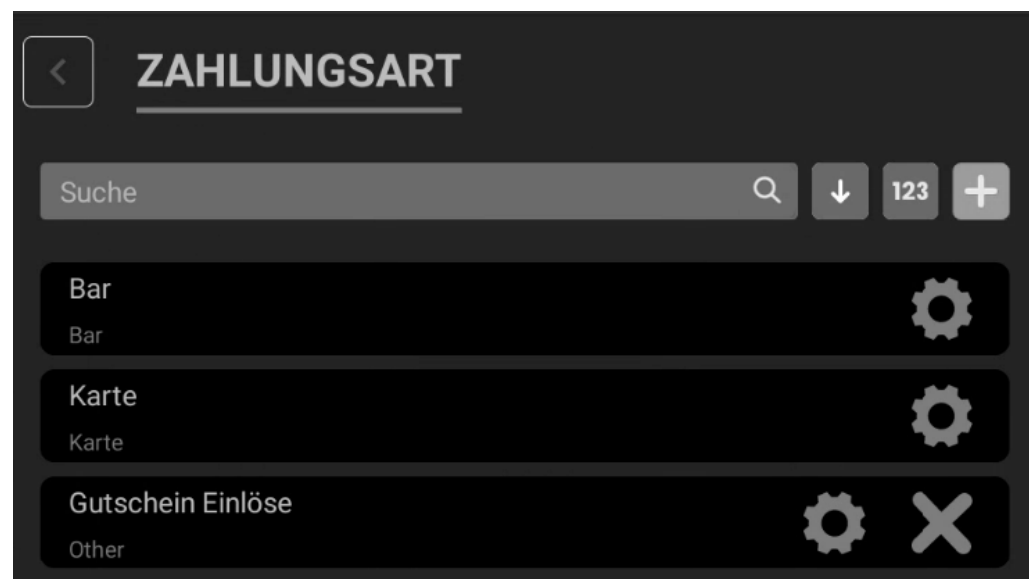 ZAHLUNGSART
Suche
123
Bar
Bar
Karte
Karte
Gutschein Einlöse
Other